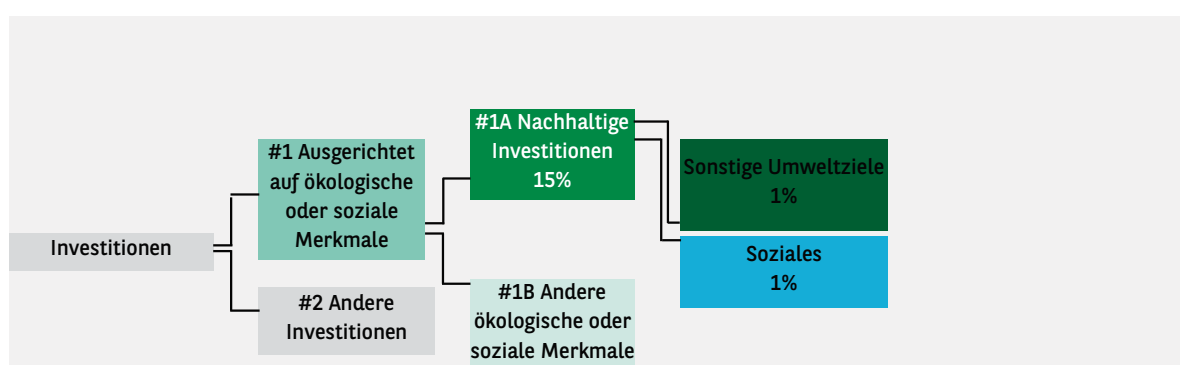 Investitionen
#1 Ausgerichtet
auf ökologische
oder soziale
Merkmale
#2 Andere
Investitionen
#1A Nachhaltige
Investitionen
15%
#1B Andere
ökologische oder
soziale Merkmale
Sonstige Umweltziele
1%
Soziales
1%